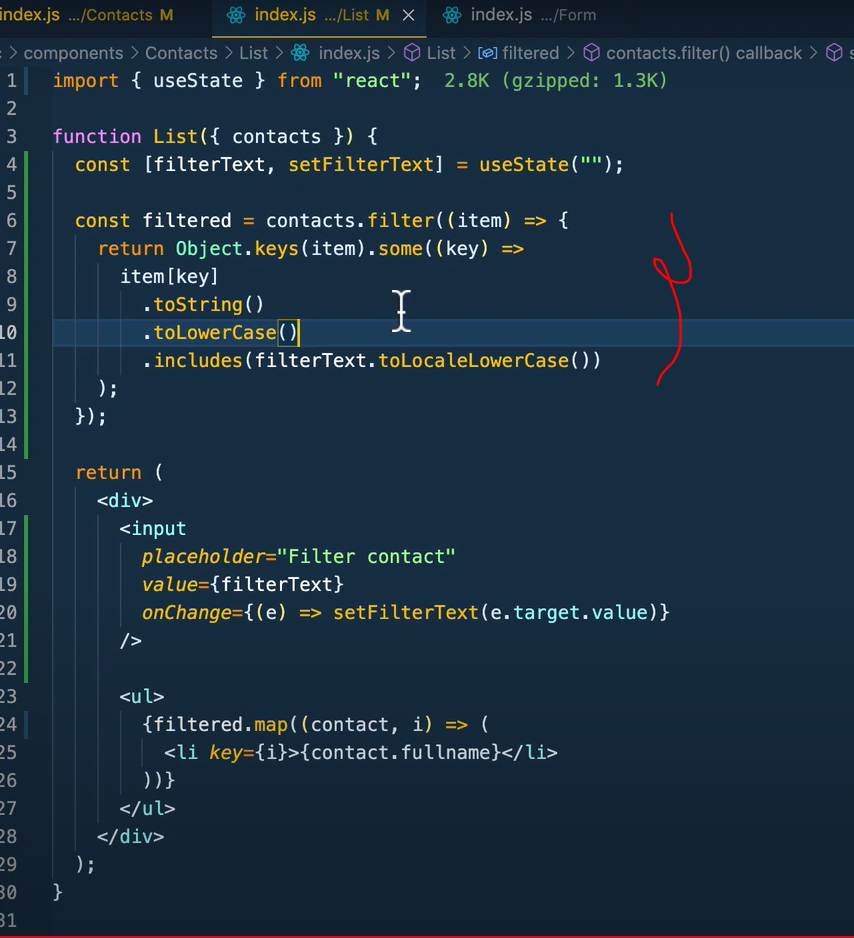 index.js .../Contacts M index.js .../List M index.js .../Form
components > Contacts > List > index.js > List > filtered > contacts.filter() callback >
1 import { useState } from "react"; 2.8K (gzipped: 1.3K)
2
3 function List({ contacts }) {
4 const [filterText, setFilterText] = useState("");
5
6 const filtered = contacts.filter((item) => {
7 return Object.keys(item).some((key) =>
8 item[key]
9 .toString()
10 .toLowerCase()
11 .includes(filterText.toLocaleLowerCase())
12 );
13 });
14
15 return (
16 <div>
17 <input
18 placeholder="Filter contact"
19 value={filterText}
20 onChange={(e) => setFilterText(e.target.value)}
21 />
22
23 <ul>
24 {filtered.map((contact, i) => (
25 <li key={i}>{contact.fullname}</li>
26 ))}
27 </ul>
28 </div>
29 );
30 }
31